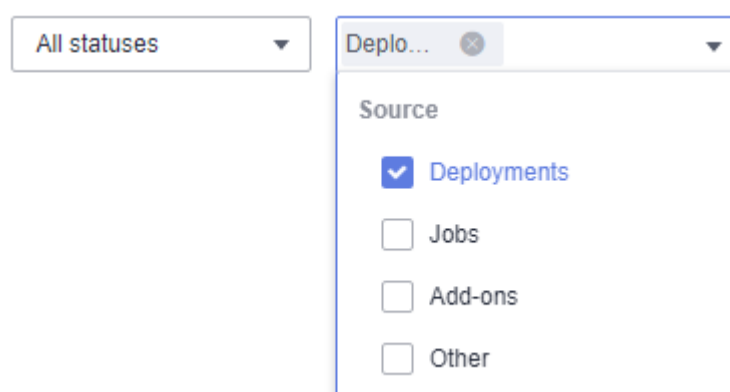 All statuses
Deplo...
Source
Deployments
Jobs
Add-ons
Other